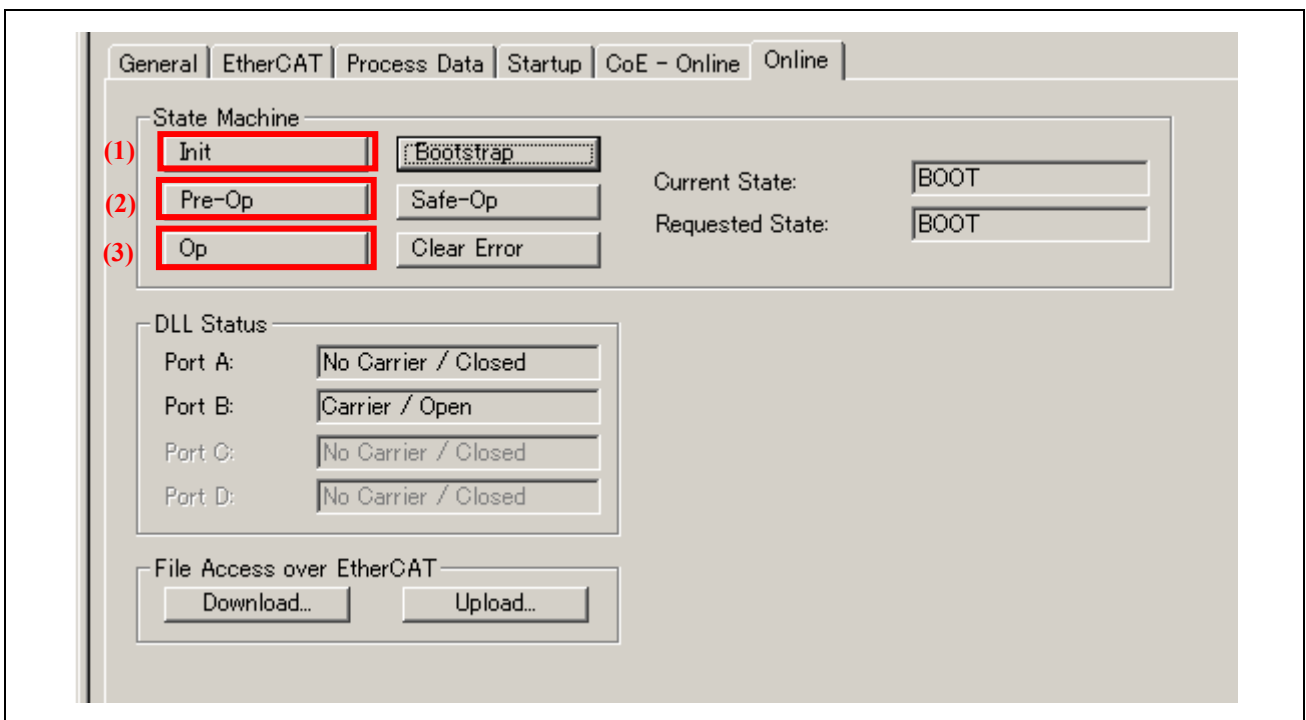 General EtherCAT Process Data Startup CoE - Online Online
State Machine
(1) Init Bootstrap
Current State: BOOT
(2) Pre-Op Safe-Op
Requested State: BOOT
(3) Op Clear Error
DLL Status
Port A: No Carrier / Closed
Port B: Carrier / Open
Port C: No Carrier / Closed
Port D: No Carrier / Closed
File Access over EtherCAT
Download... Upload...